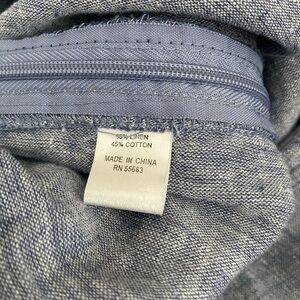 55% LINEN
45% COTTON
MADE IN CHINA
RN 55663